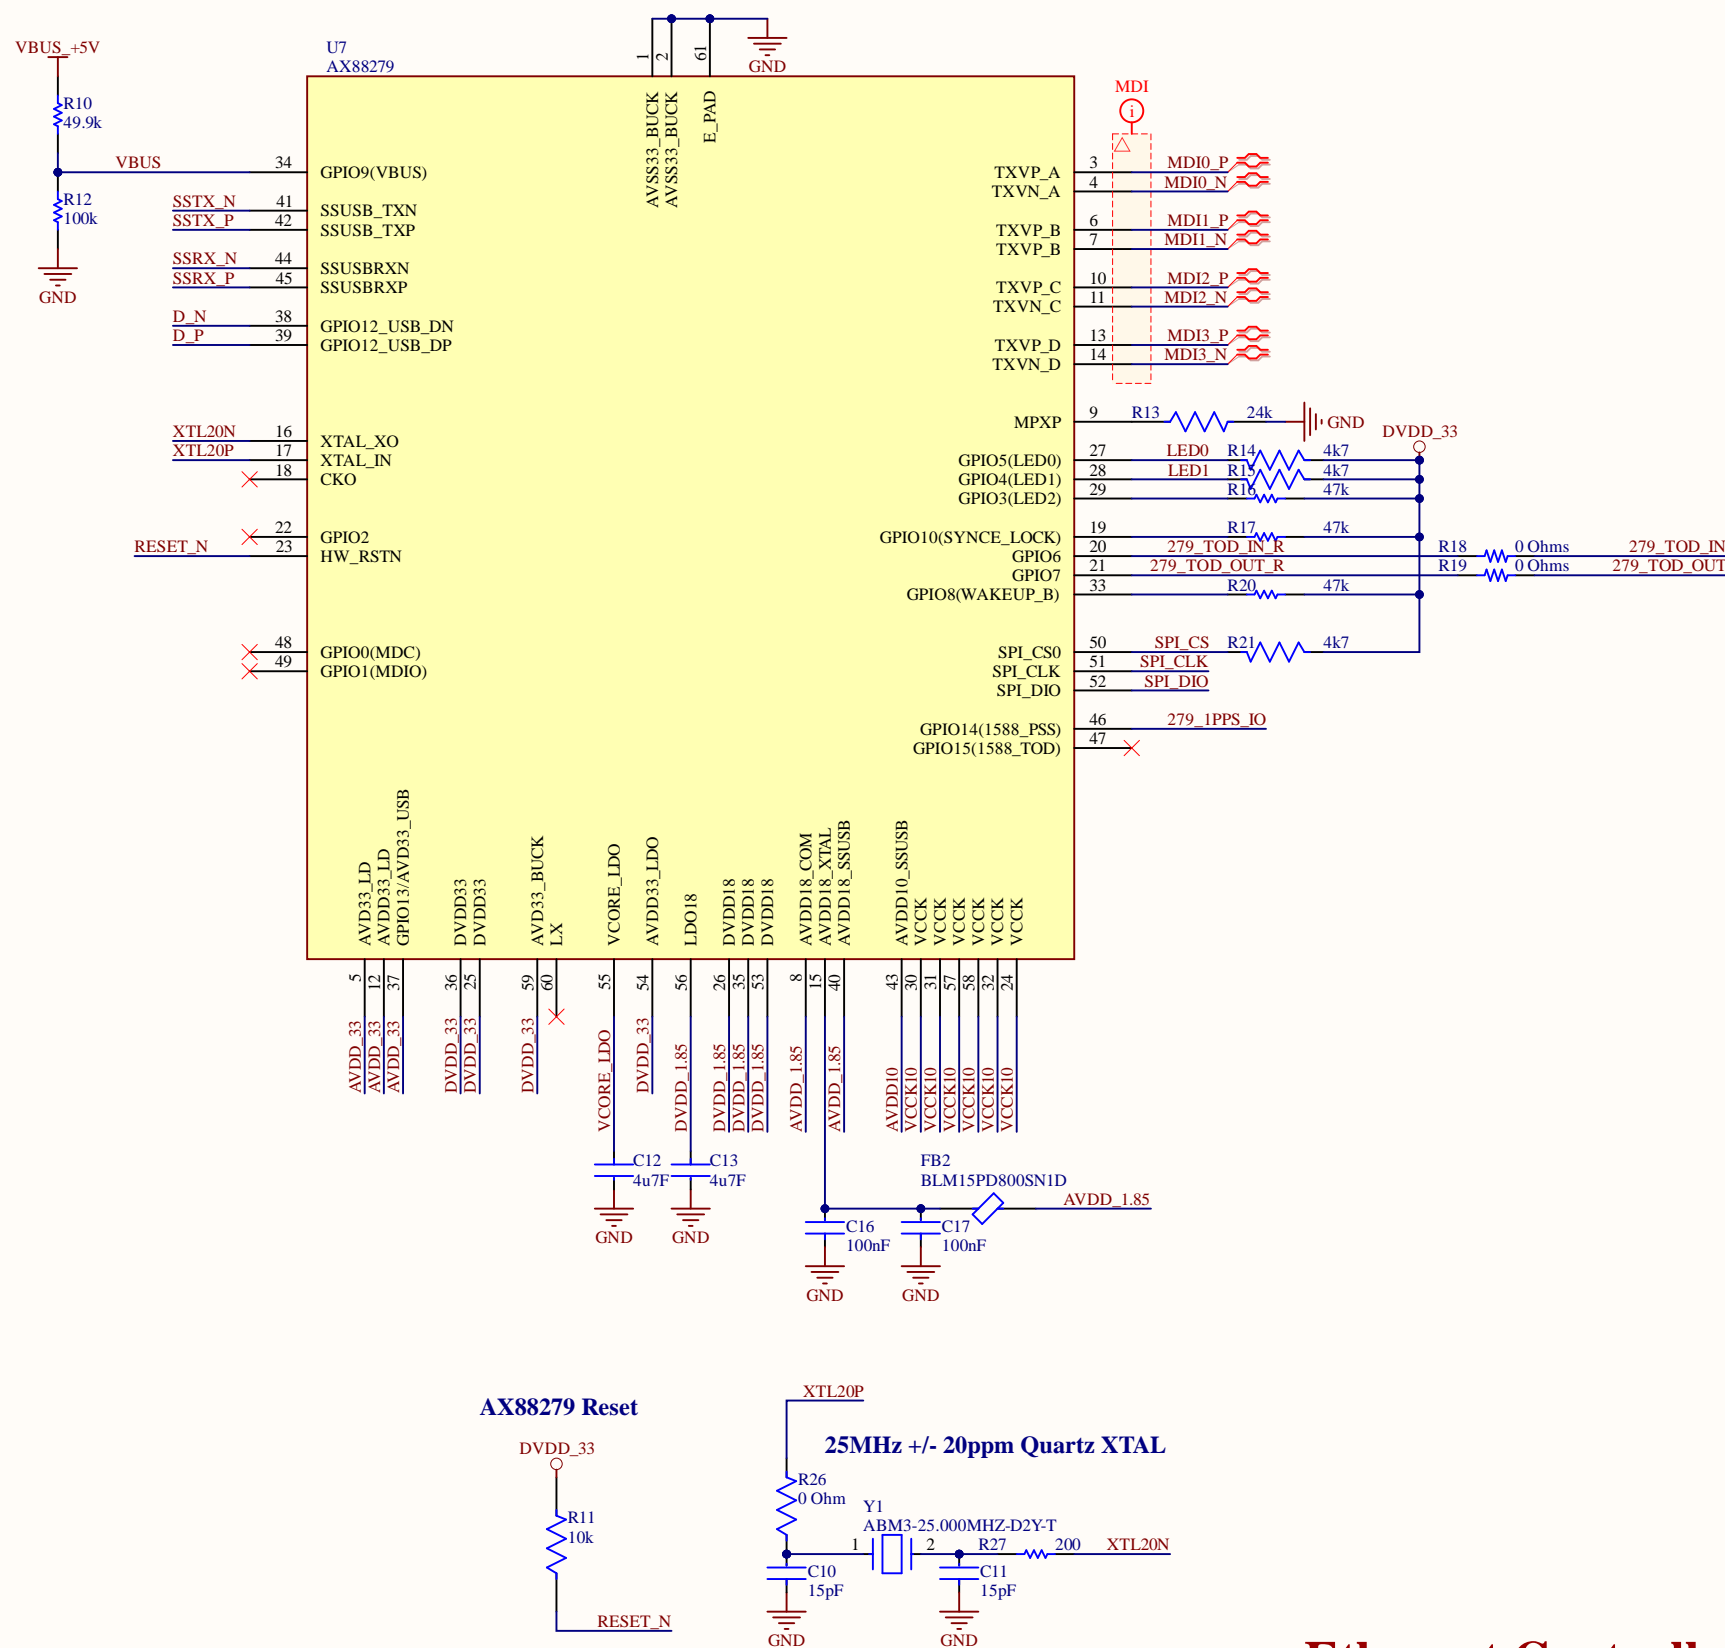 VBUS_+5V
R10
49.9k
VBUS
R12
100k
GND
U7
AX88279
1
2
61
GND
AVSS33_BUCK
AVSS33_BUCK
E_PAD
34 GPIO9(VBUS)
SSTX_N 41 SSUSB_TXN
SSTX_P 42 SSUSB_TXP
SSRX_N 44 SSUSBRXN
SSRX_P 45 SSUSBRXP
D_N 38 GPIO12_USB_DN
D_P 39 GPIO12_USB_DP
XTL20N 16 XTAL_XO
XTL20P 17 XTAL_IN
18 CKO
22 GPIO2
RESET_N 23 HW_RSTN
48 GPIO0(MDC)
49 GPIO1(MDIO)
MDI
i
TXVP_A 3 MDI0_P
TXVN_A 4 MDI0_N
TXVP_B 6 MDI1_P
TXVP_B 7 MDI1_N
TXVP_C 10 MDI2_P
TXVN_C 11 MDI2_N
TXVP_D 13 MDI3_P
TXVN_D 14 MDI3_N
MPXP 9 R13 24k GND
DVDD_33
GPIO5(LED0) 27 LED0 R14 4k7
GPIO4(LED1) 28 LED1 R15 4k7
GPIO3(LED2) 29 R16 47k
GPIO10(SYNCE_LOCK) 19 R17 47k
GPIO6 20 279_TOD_IN_R R18 0 Ohms 279_TOD_IN
GPIO7 21 279_TOD_OUT_R R19 0 Ohms 279_TOD_OUT
GPIO8(WAKEUP_B) 33 R20 47k
SPI_CS0 50 SPI_CS R21 4k7
SPI_CLK 51 SPI_CLK
SPI_DIO 52 SPI_DIO
GPIO14(1588_PSS) 46 279_1PPS_IO
GPIO15(1588_TOD) 47
AVD33_LD 5 AVDD_33
AVDD33_LD 12 AVDD_33
GPIO13/AVD33_USB 37 AVDD_33
DVDD33 36 DVDD_33
DVDD33 25 DVDD_33
AVD33_BUCK 59 DVDD_33
LX 60
VCORE_LDO 55 VCORE_LDO
AVDD33_LDO 54 DVDD_33
LDO18 56 DVDD_1.85
DVDD18 26 DVDD_1.85
DVDD18 35 DVDD_1.85
DVDD18 53 DVDD_1.85
AVDD18_COM 8 AVDD_1.85
AVDD18_XTAL 15
AVDD18_SSUSB 40 AVDD_1.85
AVDD10_SSUSB 43 AVDD10
VCCK 30 VCCK10
VCCK 31 VCCK10
VCCK 57 VCCK10
VCCK 58 VCCK10
VCCK 32 VCCK10
VCCK 24 VCCK10
C12
4u7F
GND
C13
4u7F
GND
FB2
BLM15PD800SN1D
AVDD_1.85
C16
100nF
GND
C17
100nF
GND
AX88279 Reset
DVDD_33
R11
10k
RESET_N
XTL20P
25MHz +/- 20ppm Quartz XTAL
R26
0 Ohm
Y1
ABM3-25.000MHZ-D2Y-T
1 2 R27 200 XTL20N
C10
15pF
GND
C11
15pF
GND